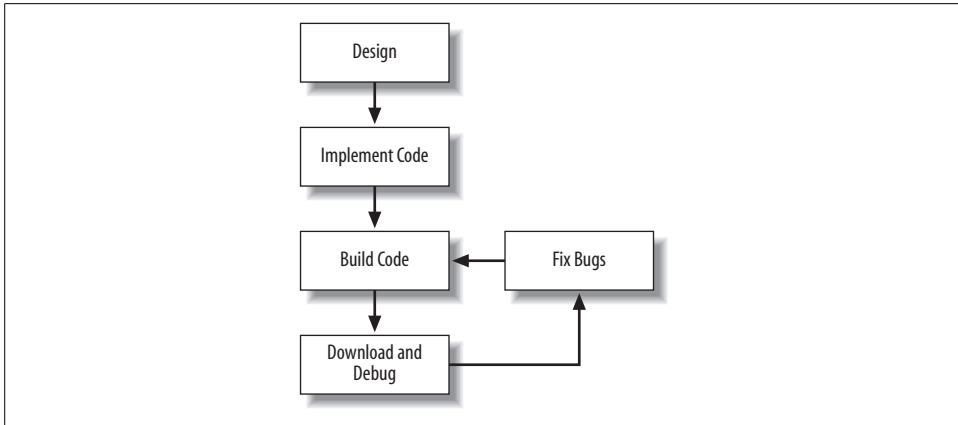 Design
Implement Code
Build Code
Fix Bugs
Download and
Debug